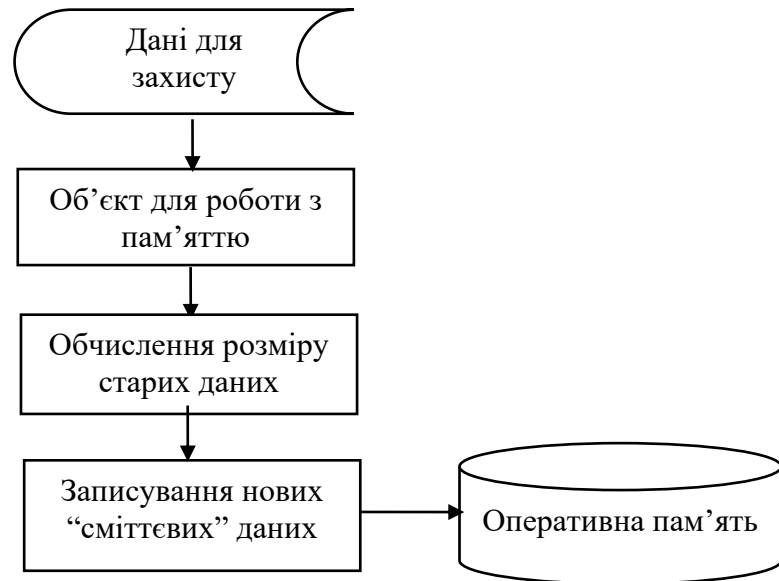 Дані для
захисту
Об’єкт для роботи з
пам’яттю
Обчислення розміру
старих даних
Записування нових
“сміттєвих” даних
Оперативна пам’ять